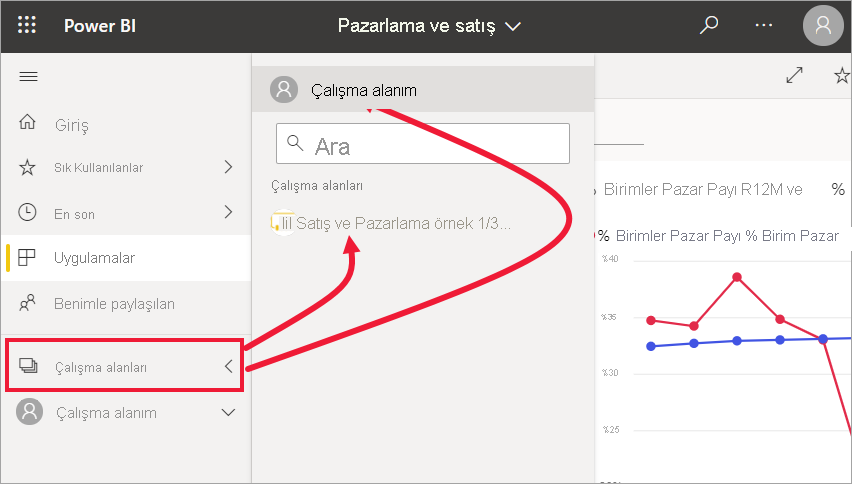 Power BI
Pazarlama ve satış
Giriş
Sık Kullanılanlar
En son
Uygulamalar
Benimle paylaşılan
Çalışma alanları
Çalışma alanım
Çalışma alanım
Ara
Çalışma alanları
Satış ve Pazarlama örnek 1/3...
% Birimler Pazar Payı R12M ve %
% Birimler Pazar Payı % Birim Pazar
%40
%35
%30
%25